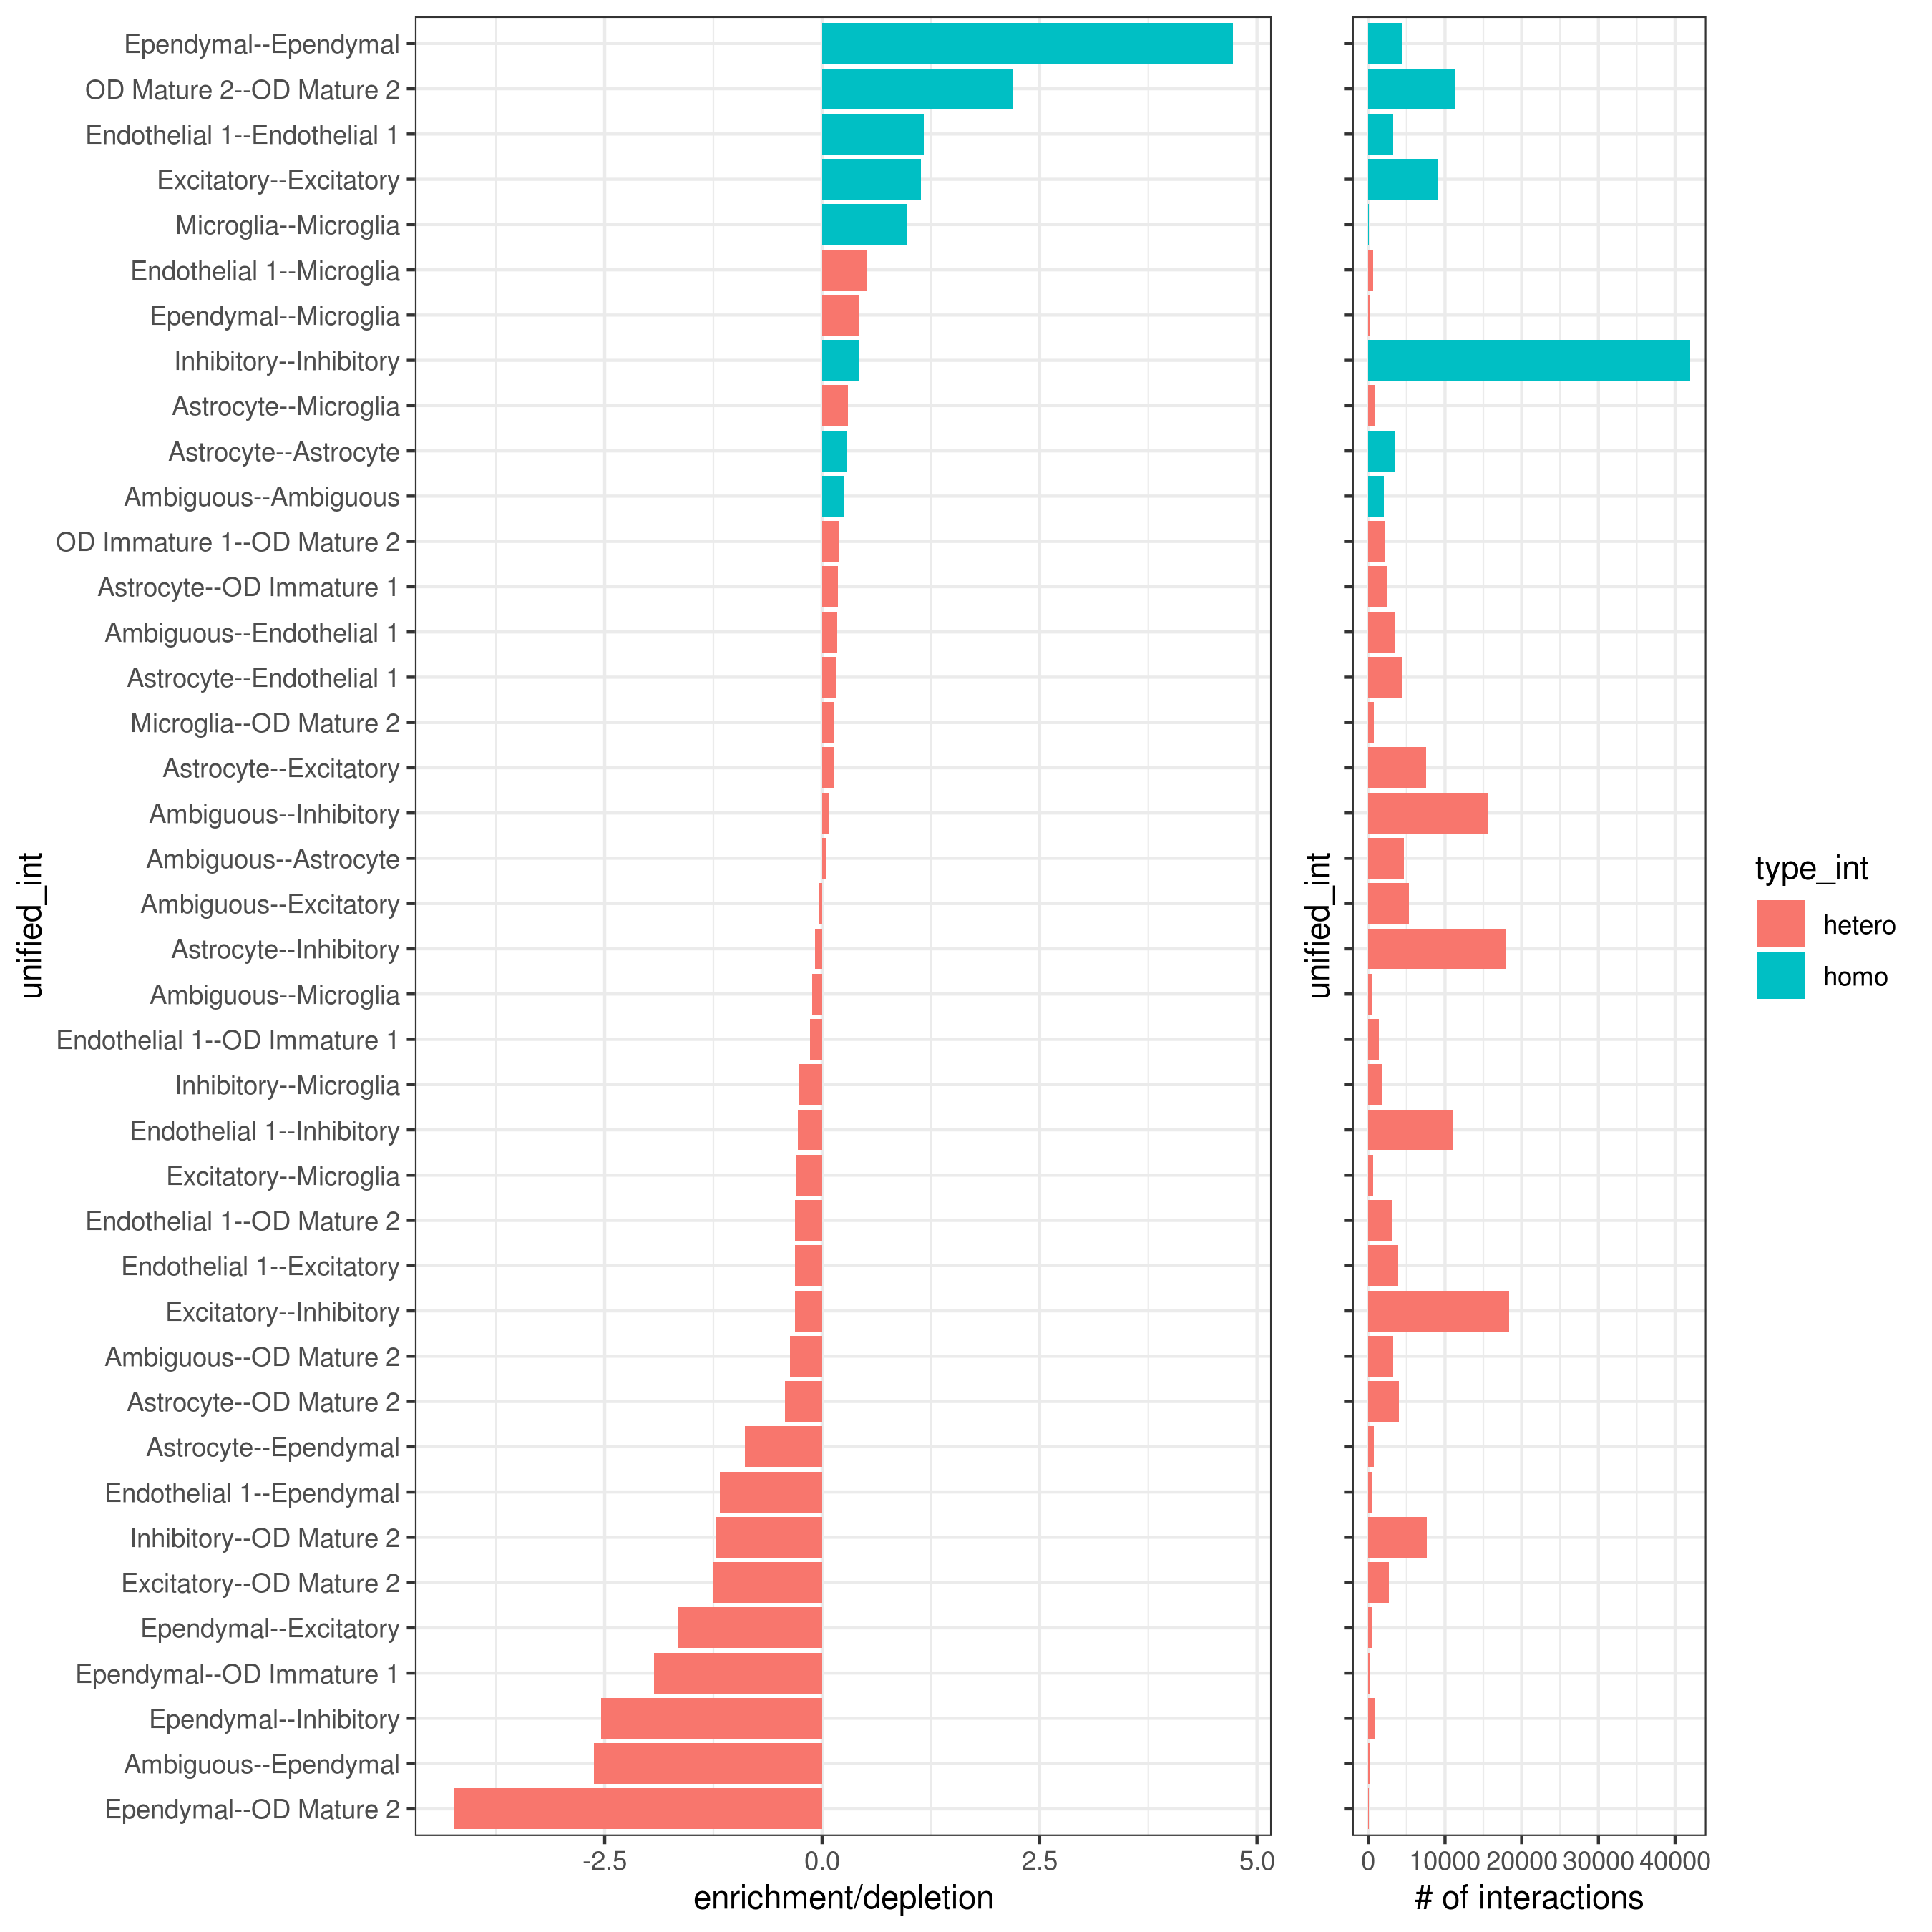 Ependymal--Ependymal
OD Mature 2--OD Mature 2
Endothelial 1--Endothelial 1
Excitatory--Excitatory
Microglia--Microglia
Endothelial 1--Microglia
Ependymal--Microglia
Inhibitory--Inhibitory
Astrocyte--Microglia
Astrocyte--Astrocyte
Ambiguous--Ambiguous
OD Immature 1--OD Mature 2
Astrocyte--OD Immature 1
Ambiguous--Endothelial 1
Astrocyte--Endothelial 1
Microglia--OD Mature 2
Astrocyte--Excitatory
Ambiguous--Inhibitory
Ambiguous--Astrocyte
Ambiguous--Excitatory
Astrocyte--Inhibitory
Ambiguous--Microglia
Endothelial 1--OD Immature 1
Inhibitory--Microglia
Endothelial 1--Inhibitory
Excitatory--Microglia
Endothelial 1--OD Mature 2
Endothelial 1--Excitatory
Excitatory--Inhibitory
Ambiguous--OD Mature 2
Astrocyte--OD Mature 2
Astrocyte--Ependymal
Endothelial 1--Ependymal
Inhibitory--OD Mature 2
Excitatory--OD Mature 2
Ependymal--Excitatory
Ependymal--OD Immature 1
Ependymal--Inhibitory
Ambiguous--Ependymal
Ependymal--OD Mature 2
unified_int
-2.5 0.0 2.5 5.0
enrichment/depletion
unified_int
0 10000 20000 30000 40000
# of interactions
type_int
hetero
homo